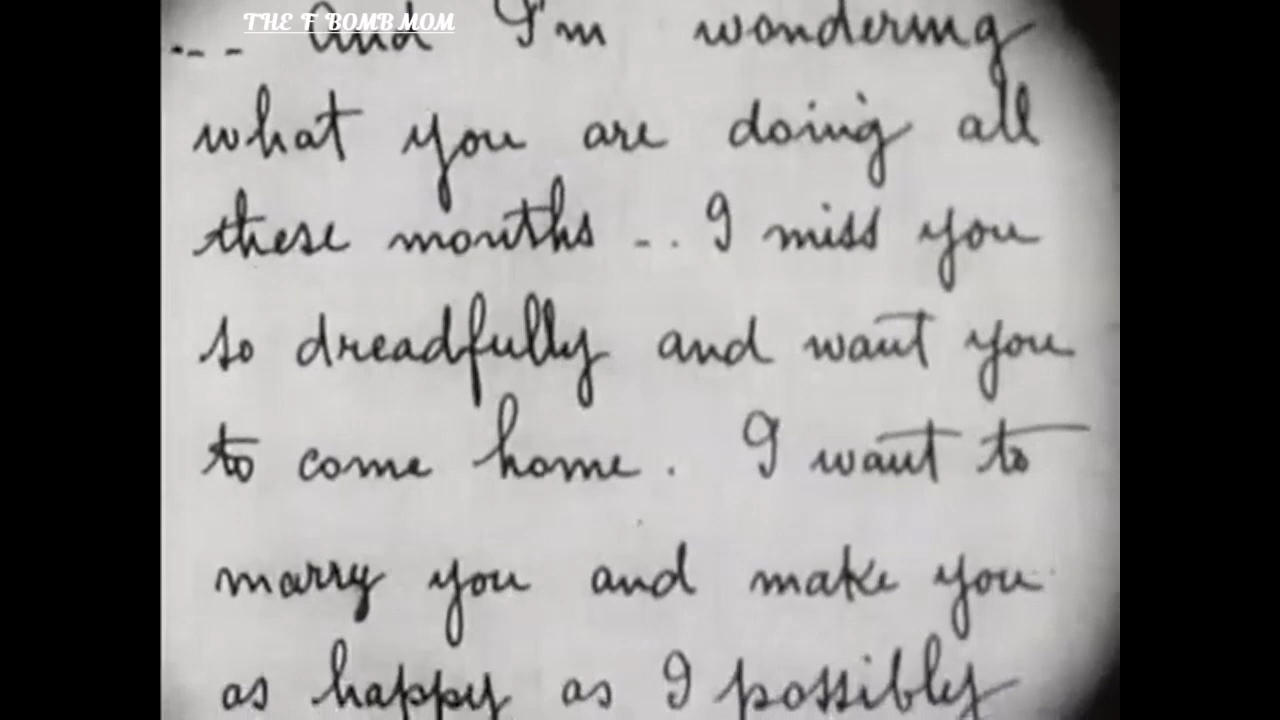 THE F BOMB MOM
--- And I'm wondering
what you are doing all
these months -.. I miss you
so dreadfully and want you
to come home. I want to
marry you and make you
as happy as I possibly